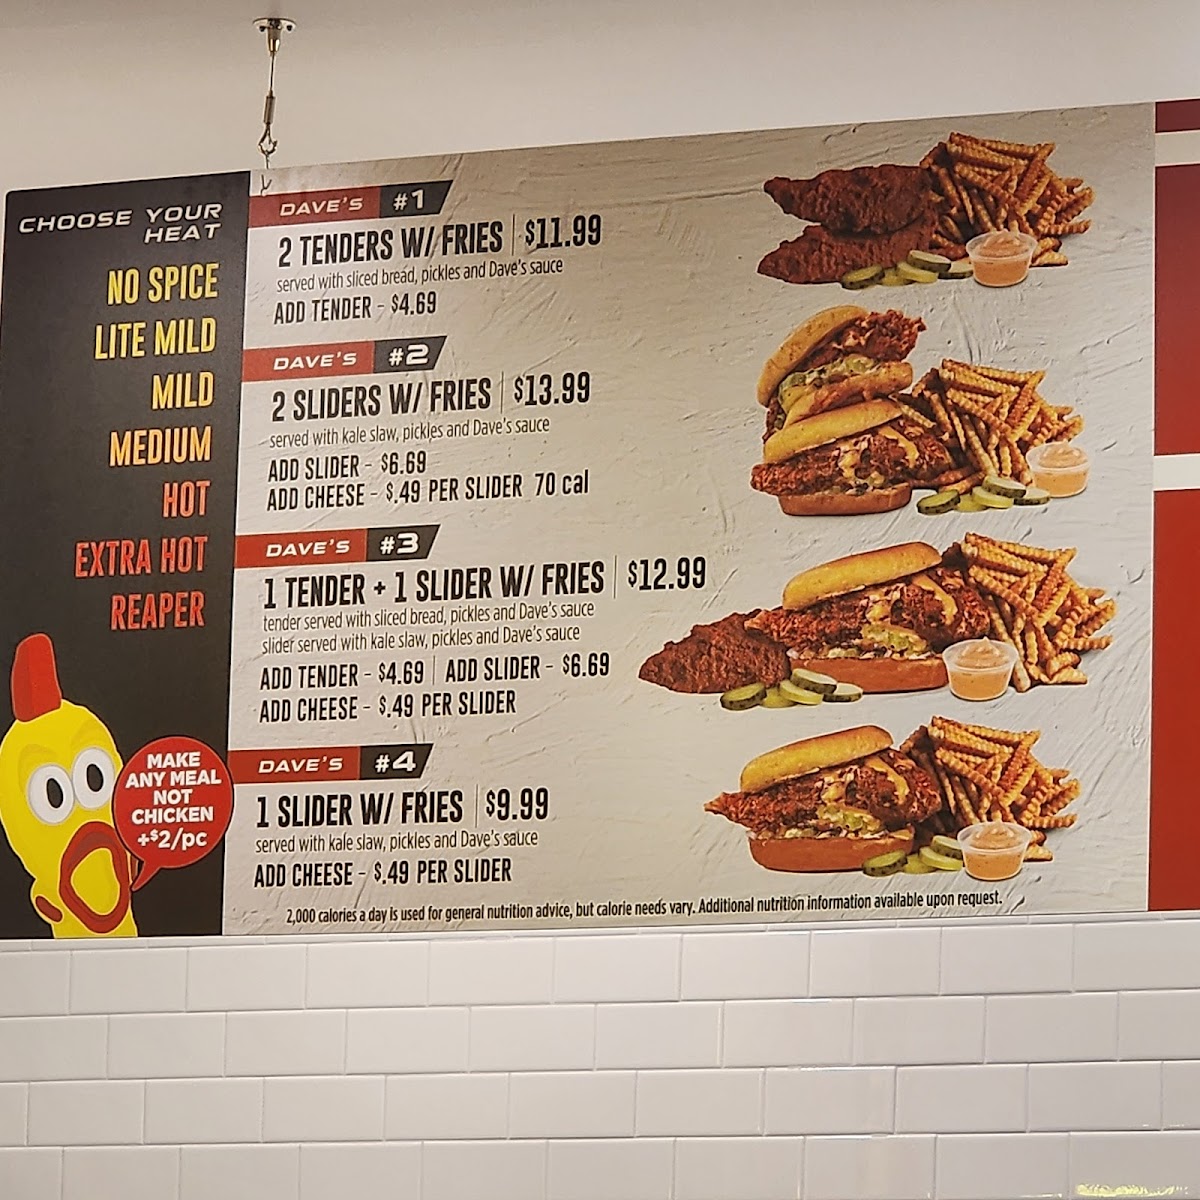 CHOOSE YOUR
HEAT
NO SPICE
LITE MILD
MILD
MEDIUM
HOT
EXTRA HOT
REAPER
MAKE
ANY MEAL
NOT
CHICKEN
+$2/pc
DAVE'S #1
2 TENDERS W/ FRIES | $11.99
served with sliced bread, pickles and Dave's sauce
ADD TENDER - $4.69
DAVE'S #2
2 SLIDERS W/ FRIES | $13.99
served with kale slaw, pickles and Dave's sauce
ADD SLIDER - $6.69
ADD CHEESE - $.49 PER SLIDER 70 cal
DAVE'S #3
1 TENDER + 1 SLIDER W/ FRIES | $12.99
tender served with sliced bread, pickles and Dave's sauce
slider served with kale slaw, pickles and Dave's sauce
ADD TENDER - $4.69 | ADD SLIDER - $6.69
ADD CHEESE - $.49 PER SLIDER
DAVE'S #4
1 SLIDER W/ FRIES | $9.99
served with kale slaw, pickles and Dave's sauce
ADD CHEESE - $.49 PER SLIDER
2,000 calories a day is used for general nutrition advice, but calorie needs vary. Additional nutrition information available upon request.